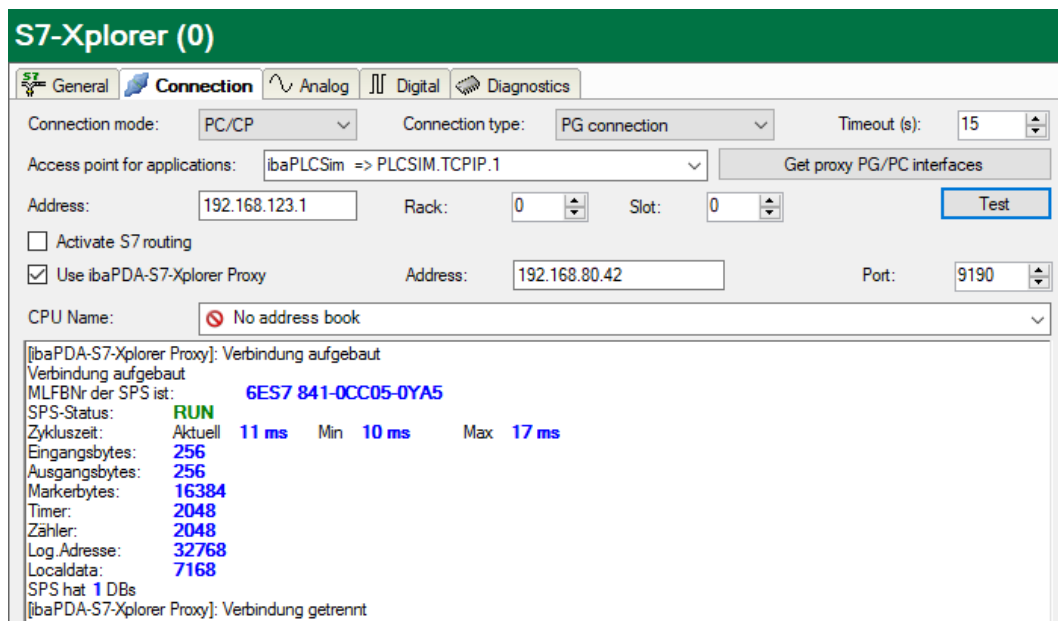 S7-Xplorer (0)
S7 General Connection Analog Digital Diagnostics
Connection mode: PC/CP Connection type: PG connection Timeout (s): 15
Access point for applications: ibaPLCSim => PLCSIM.TCPIP.1 Get proxy PG/PC interfaces
Address: 192.168.123.1 Rack: 0 Slot: 0 Test
Activate S7 routing
Use ibaPDA-S7-Xplorer Proxy Address: 192.168.80.42 Port: 9190
CPU Name: No address book
[ibaPDA-S7-Xplorer Proxy]: Verbindung aufgebaut
Verbindung aufgebaut
MLFBNr der SPS ist: 6ES7 841-0CC05-0YA5
SPS-Status: RUN
Zykluszeit: Aktuell 11 ms Min 10 ms Max 17 ms
Eingangsbytes: 256
Ausgangsbytes: 256
Markerbytes: 16384
Timer: 2048
Zähler: 2048
Log.Adresse: 32768
Localdata: 7168
SPS hat 1 DBs
[ibaPDA-S7-Xplorer Proxy]: Verbindung getrennt